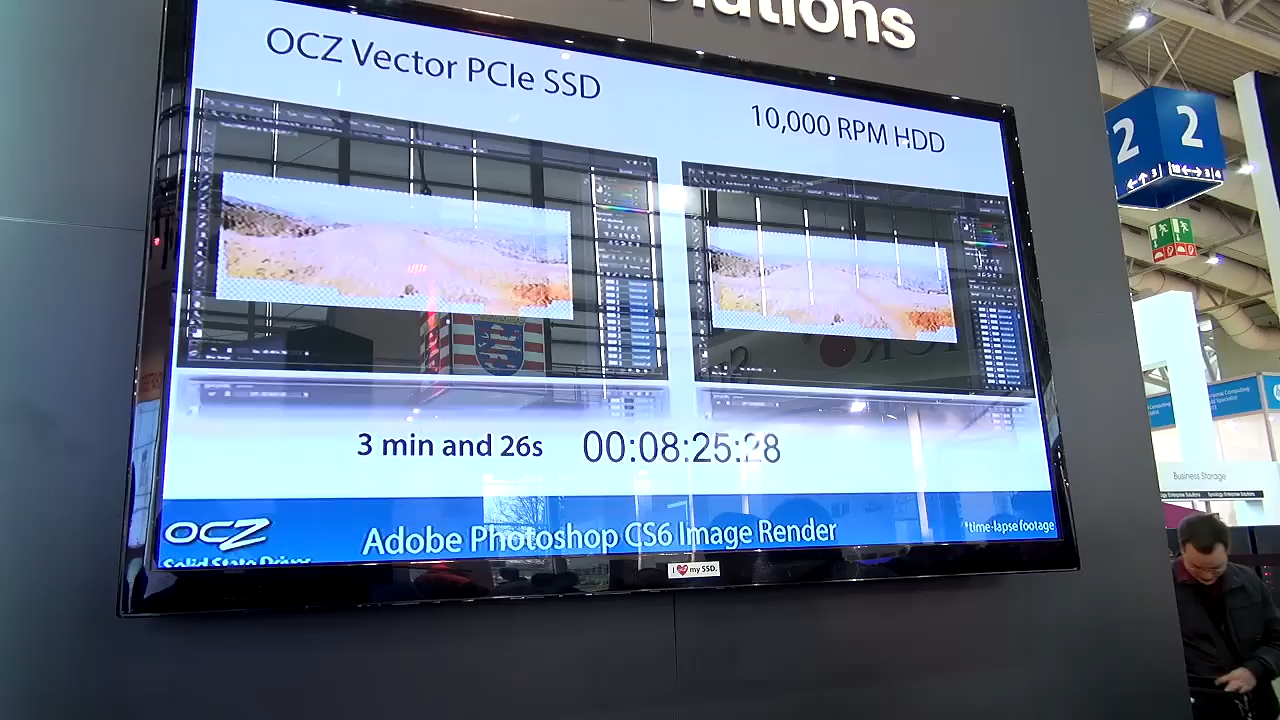 OCZ Vector PCIe SSD
10,000 RPM HDD
3 min and 26s
00:08:25:28
OCZ
Solid State Drives
Adobe Photoshop CS6 Image Render
*time-lapse footage
I ❤ my SSD.
2
2
Business Storage